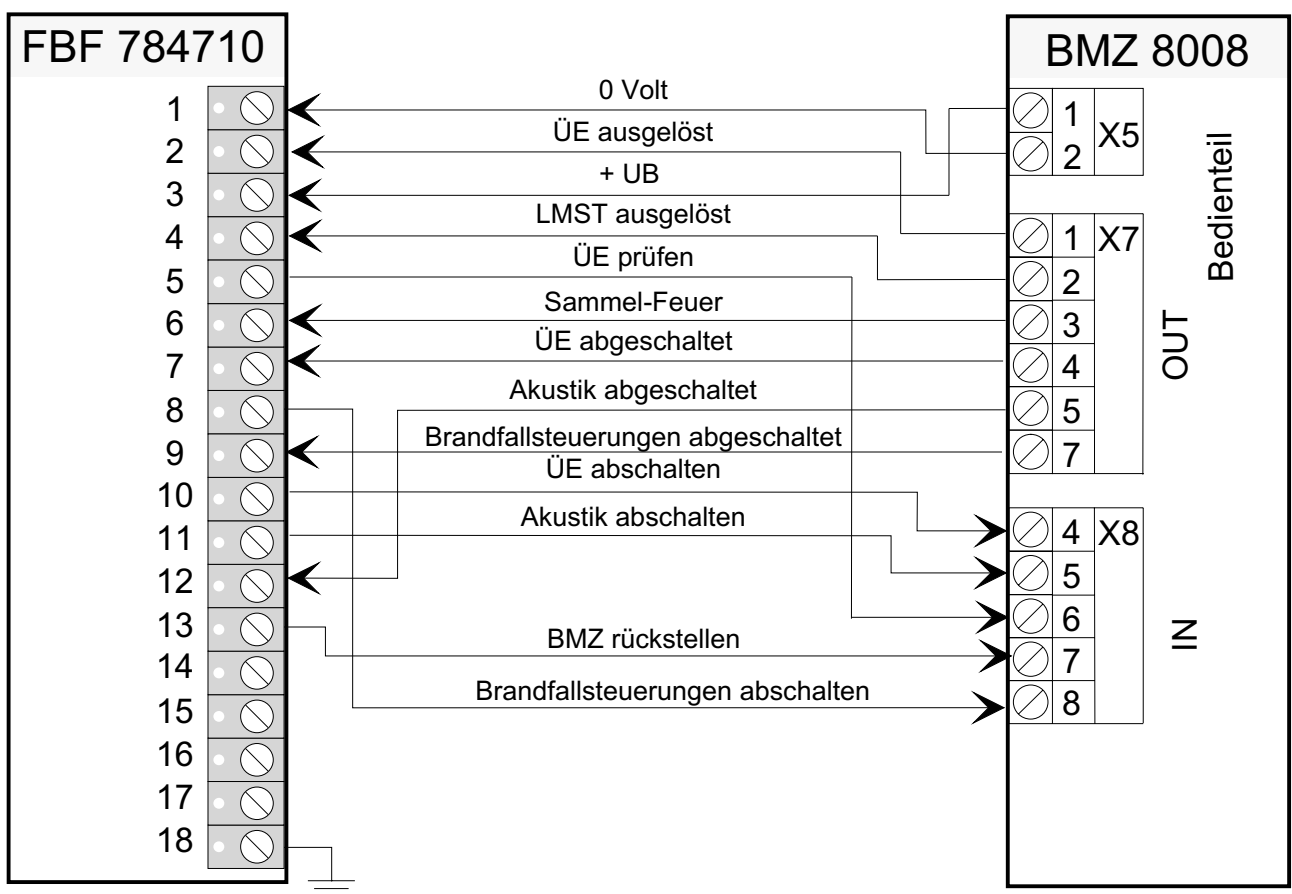 FBF 784710
1
2
3
4
5
6
7
8
9
10
11
12
13
14
15
16
17
18
0 Volt
ÜE ausgelöst
+ UB
LMST ausgelöst
ÜE prüfen
Sammel-Feuer
ÜE abgeschaltet
Akustik abgeschaltet
Brandfallsteuerungen abgeschaltet
ÜE abschalten
Akustik abschalten
BMZ rückstellen
Brandfallsteuerungen abschalten
BMZ 8008
1
2
X5
1
2
3
4
5
7
X7
4
5
6
7
8
X8
Bedienteil
OUT
IN